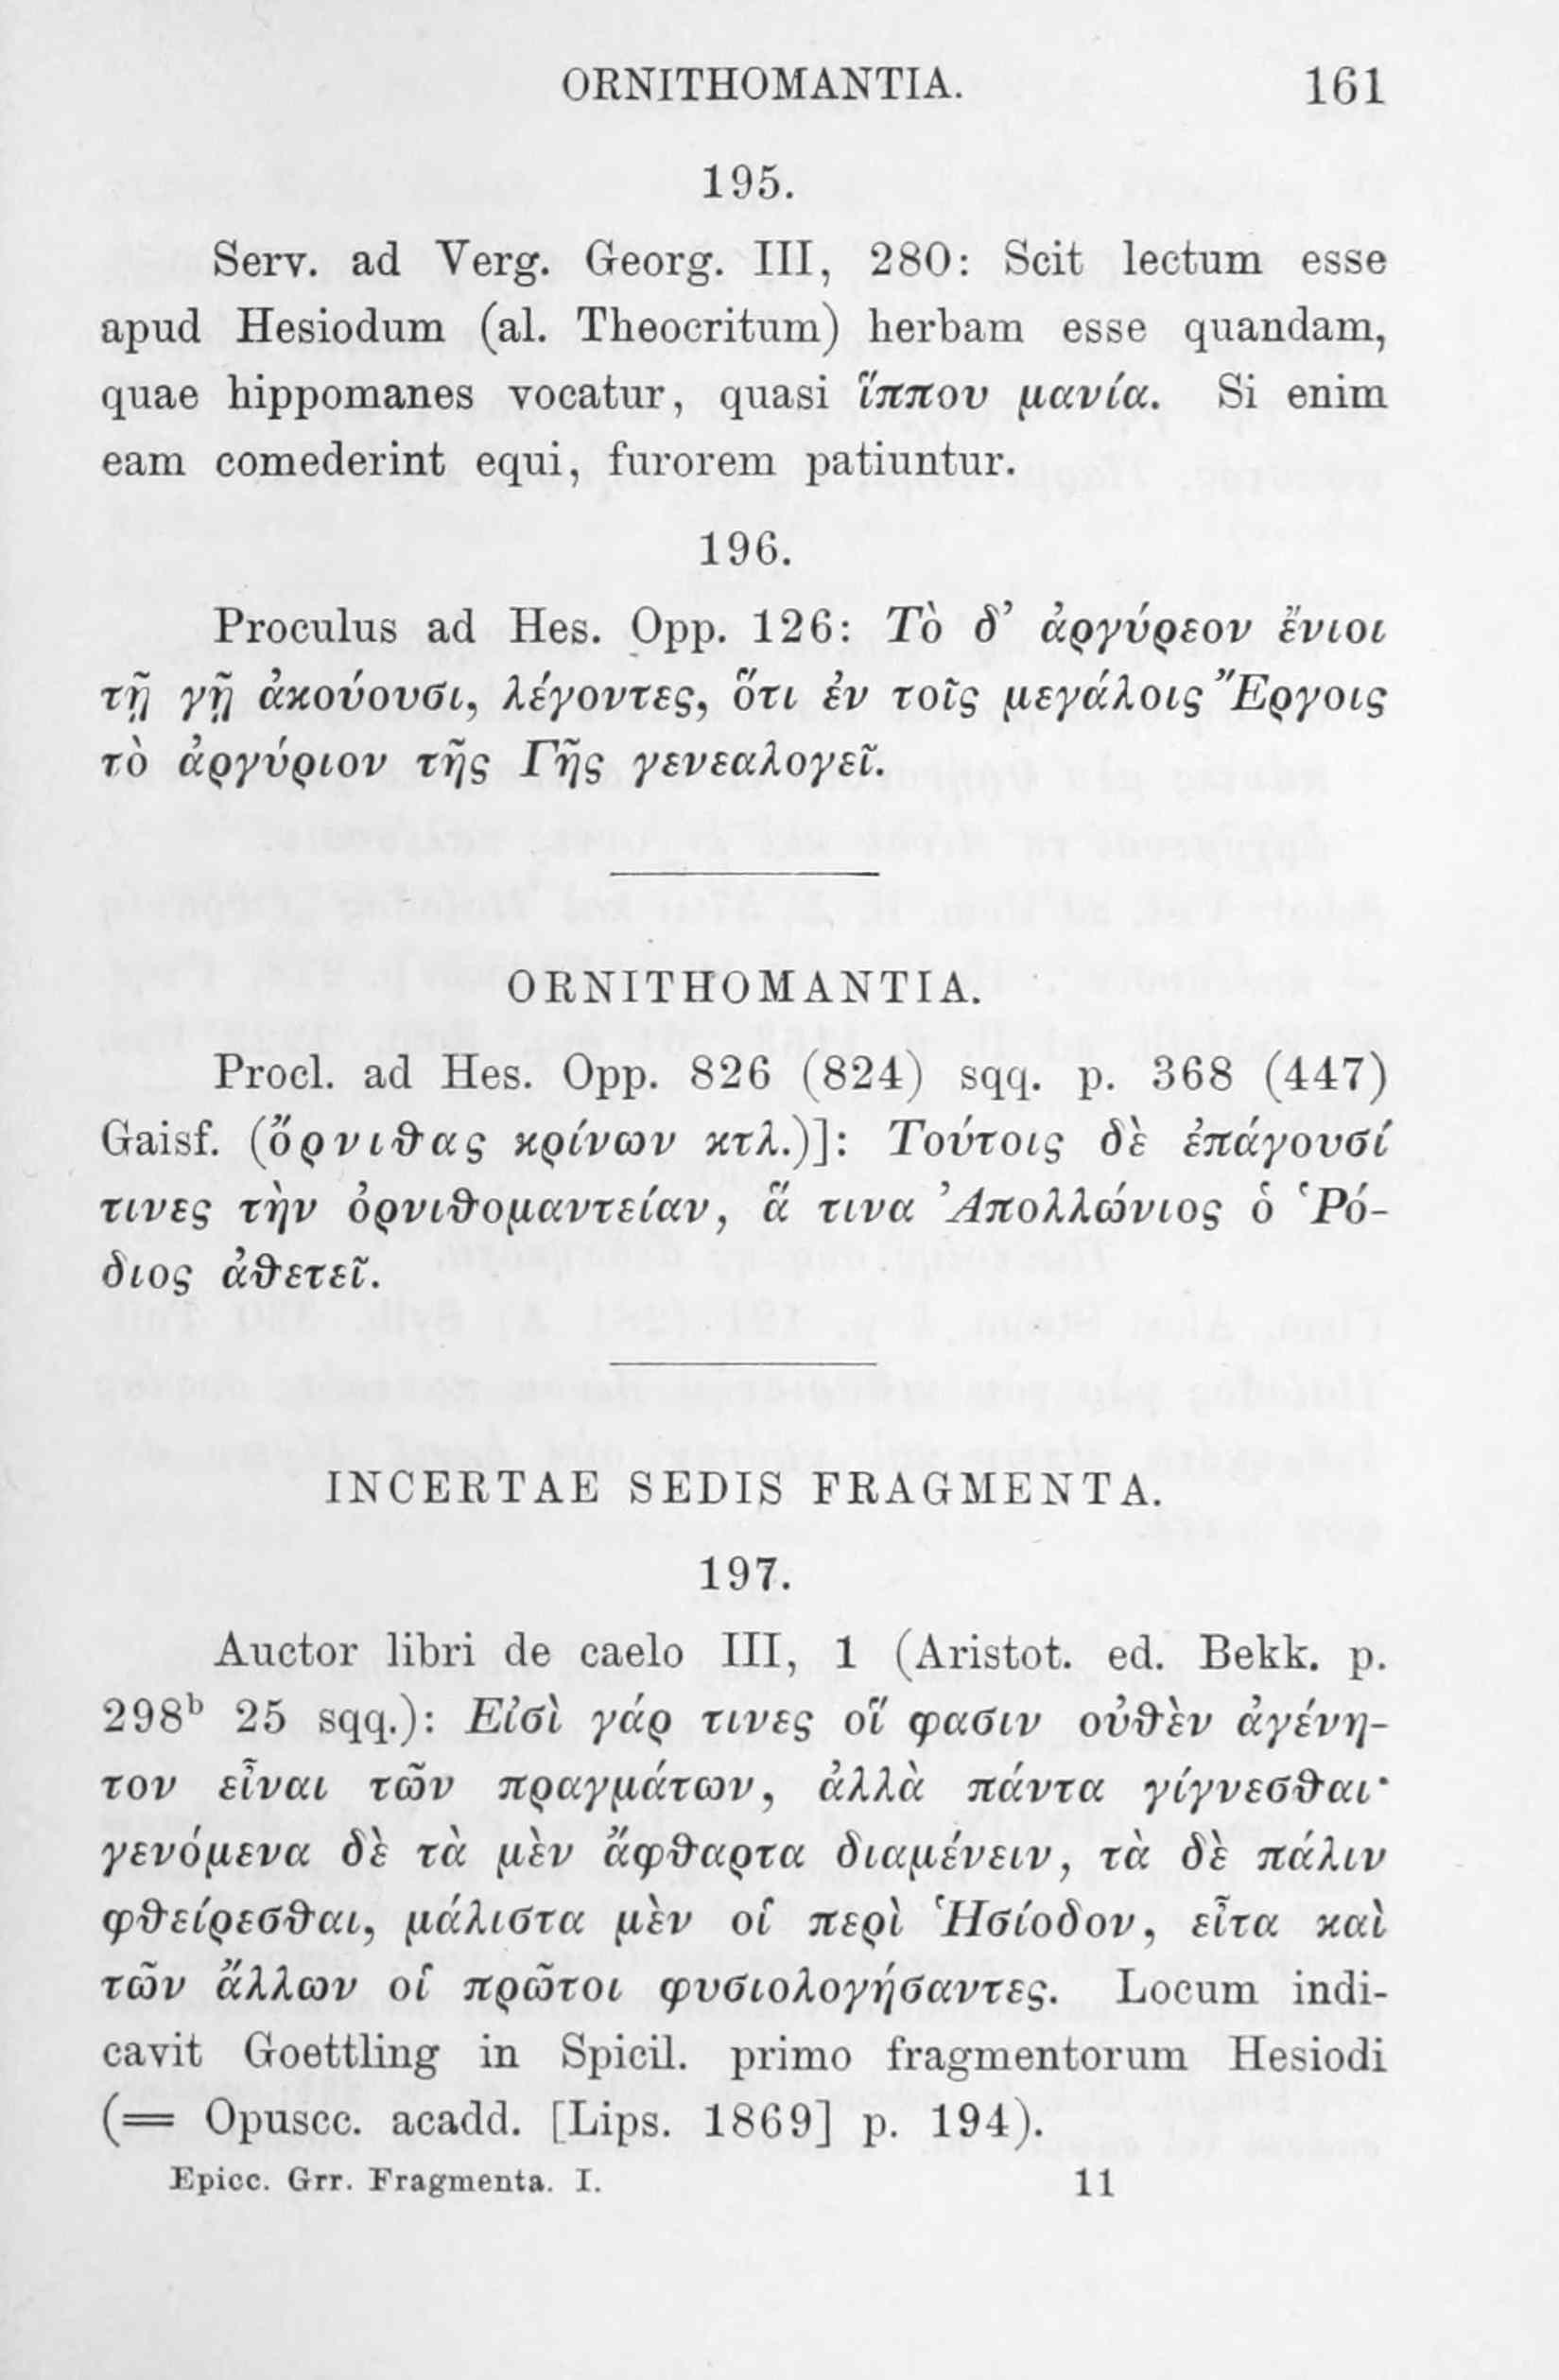 ORNITHOMANTIA. 161
195.
Serv. ad Verg. Georg. III, 280: Scit lectum esse
apud Hesiodum (al. Theocritum) herbam esse quandam,
quae hippomanes vocatur, quasi ἵππου μανία. Si enim
eam comederint equi, furorem patiuntur.
196.
Proculus ad Hes. Opp. 126: Τὸ δ’ ἀργύρεον ἔνιοι
τῇ γῇ ἀκούουσι, λέγοντες, ὅτι ἐν τοῖς μεγάλοις Ἔργοις
τὸ ἀργύριον τῆς Γῆς γενεαλογεῖ.
ORNITHOMANTIA.
Procl. ad Hes. Opp. 826 (824) sqq. p. 368 (447)
Gaisf. (ὄρνιθας κρίνων κτλ.)]: Τούτοις δὲ ἐπάγουσί
τινες τὴν ὀρνιθομαντείαν, ἅ τινα Ἀπολλώνιος ὁ Ῥό-
διος ἀθετεῖ.
INCERTAE SEDIS FRAGMENTA.
197.
Auctor libri de caelo III, 1 (Aristot. ed. Bekk. p.
298ᵇ 25 sqq.): Εἰσὶ γάρ τινες οἵ φασιν οὐθὲν ἀγένη-
τον εἶναι τῶν πραγμάτων, ἀλλὰ πάντα γίγνεσθαι·
γενόμενα δὲ τὰ μὲν ἄφθαρτα διαμένειν, τὰ δὲ πάλιν
φθείρεσθαι, μάλιστα μὲν οἱ περὶ Ἡσίοδον, εἶτα καὶ
τῶν ἄλλων οἱ πρῶτοι φυσιολογήσαντες. Locum indi-
cavit Goettling in Spicil. primo fragmentorum Hesiodi
(= Opuscc. acadd. [Lips. 1869] p. 194).
Epicc. Grr. Fragmenta. I. 11